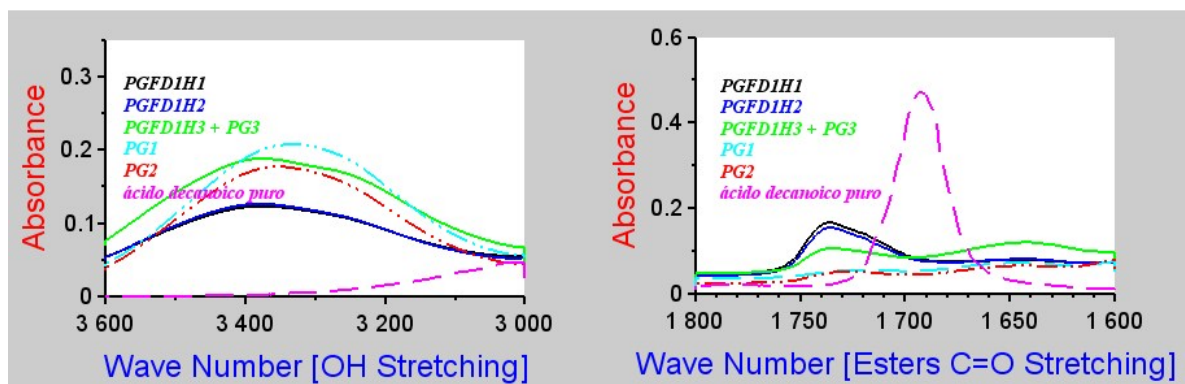 Absorbance
0.3
0.2
0.1
0
PGFD1H1
PGFD1H2
PGFD1H3 + PG3
PG1
PG2
ácido decanoico puro
3 600
3 400
3 200
3 000
Wave Number [OH Stretching]
Absorbance
0.6
0.4
0.2
0
PGFD1H1
PGFD1H2
PGFD1H3 + PG3
PG1
PG2
ácido decanoico puro
1 800
1 750
1 700
1 650
1 600
Wave Number [Esters C=O Stretching]